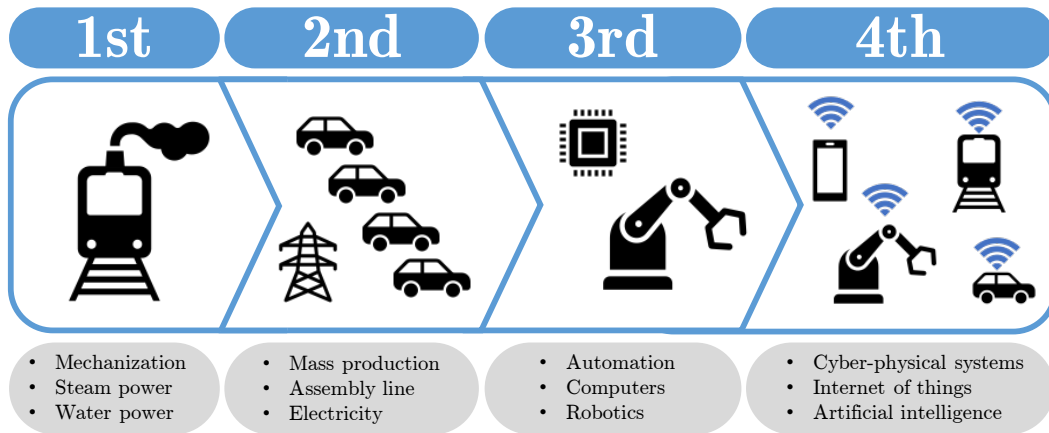 1st
2nd
3rd
4th
• Mechanization
• Steam power
• Water power
• Mass production
• Assembly line
• Electricity
• Automation
• Computers
• Robotics
• Cyber-physical systems
• Internet of things
• Artificial intelligence